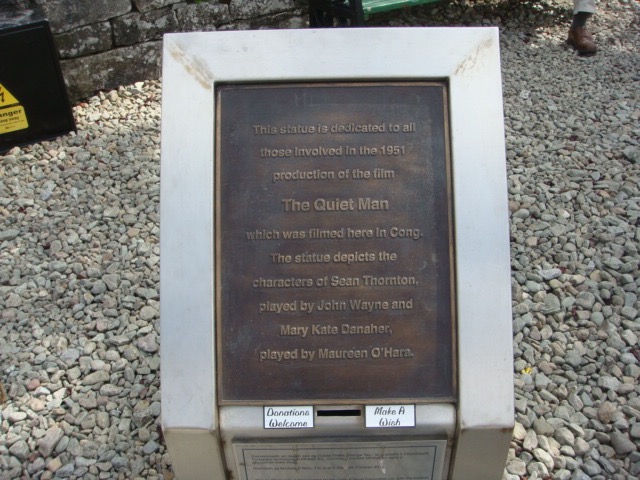 This statue is dedicated to all
those involved in the 1951
production of the film
The Quiet Man
which was filmed here in Cong.
The statue depicts the
characters of Sean Thornton,
played by John Wayne and
Mary Kate Danaher,
played by Maureen O'Hara.
Donations
Welcome
Make A
Wish